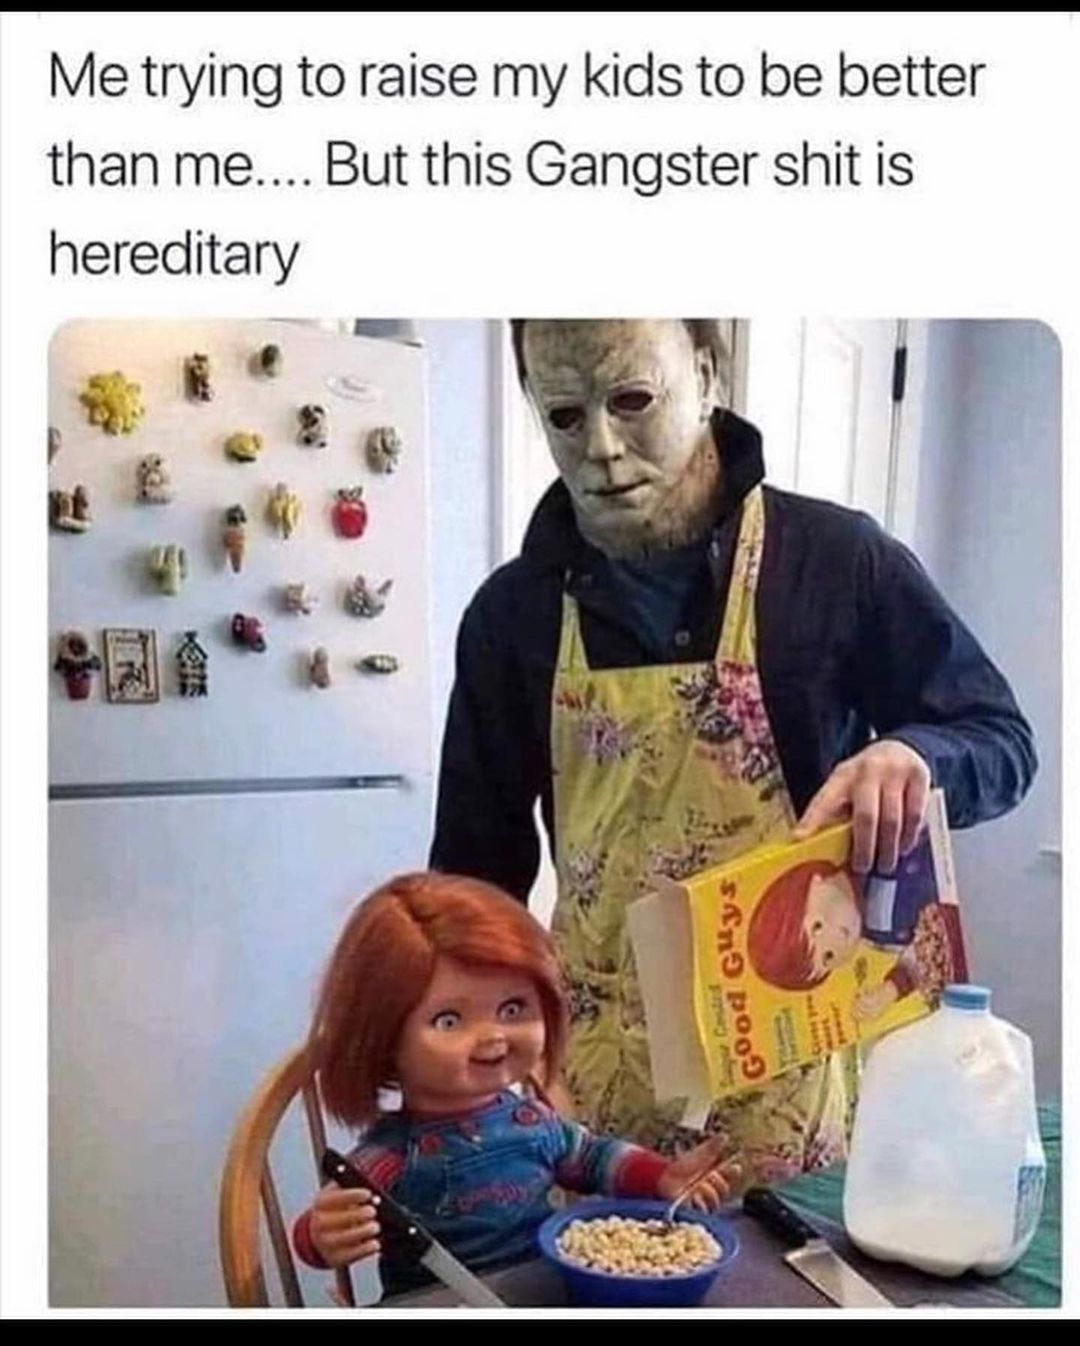 Me trying to raise my kids to be better
than me.... But this Gangster shit is
hereditary
Good Guys